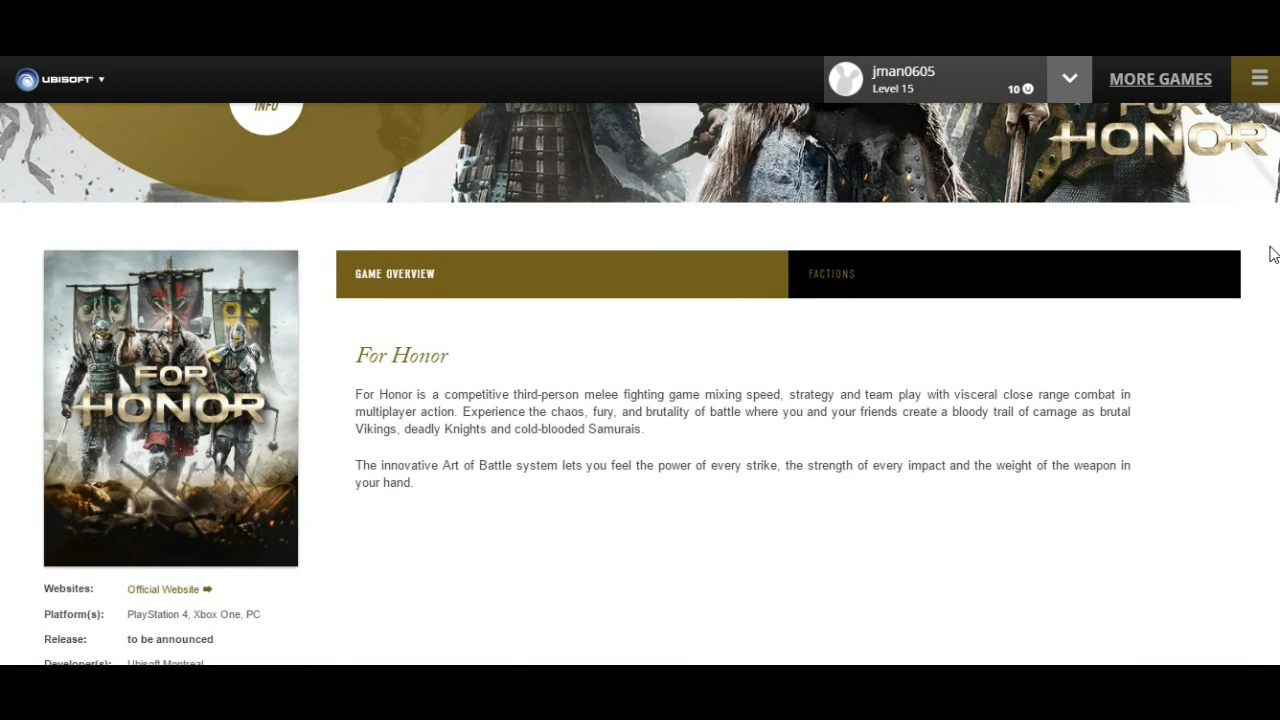 UBISOFT
jman0605
Level 15
10
MORE GAMES
INFO
FOR
HONOR
GAME OVERVIEW
FACTIONS
FOR
HONOR
For Honor
For Honor is a competitive third-person melee fighting game mixing speed, strategy and team play with visceral close range combat in
multiplayer action. Experience the chaos, fury, and brutality of battle where you and your friends create a bloody trail of carnage as brutal
Vikings, deadly Knights and cold-blooded Samurais.
The innovative Art of Battle system lets you feel the power of every strike, the strength of every impact and the weight of the weapon in
your hand.
Websites: Official Website
Platform(s): PlayStation 4, Xbox One, PC
Release: to be announced
Developer(s): Ubisoft Montreal